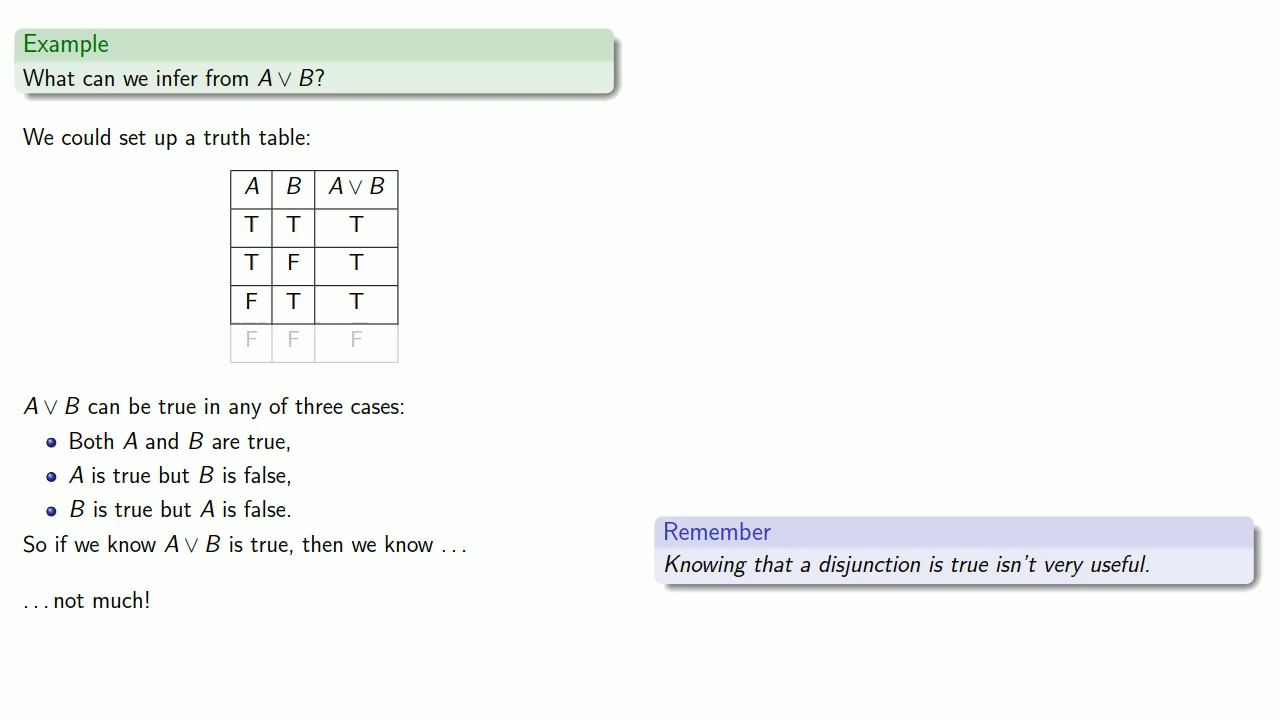 Example
What can we infer from A ∨ B?
We could set up a truth table:
A B A ∨ B
T T T
T F T
F T T
F F F
A ∨ B can be true in any of three cases:
Both A and B are true,
A is true but B is false,
B is true but A is false.
So if we know A ∨ B is true, then we know ...
...not much!
Remember
Knowing that a disjunction is true isn't very useful.